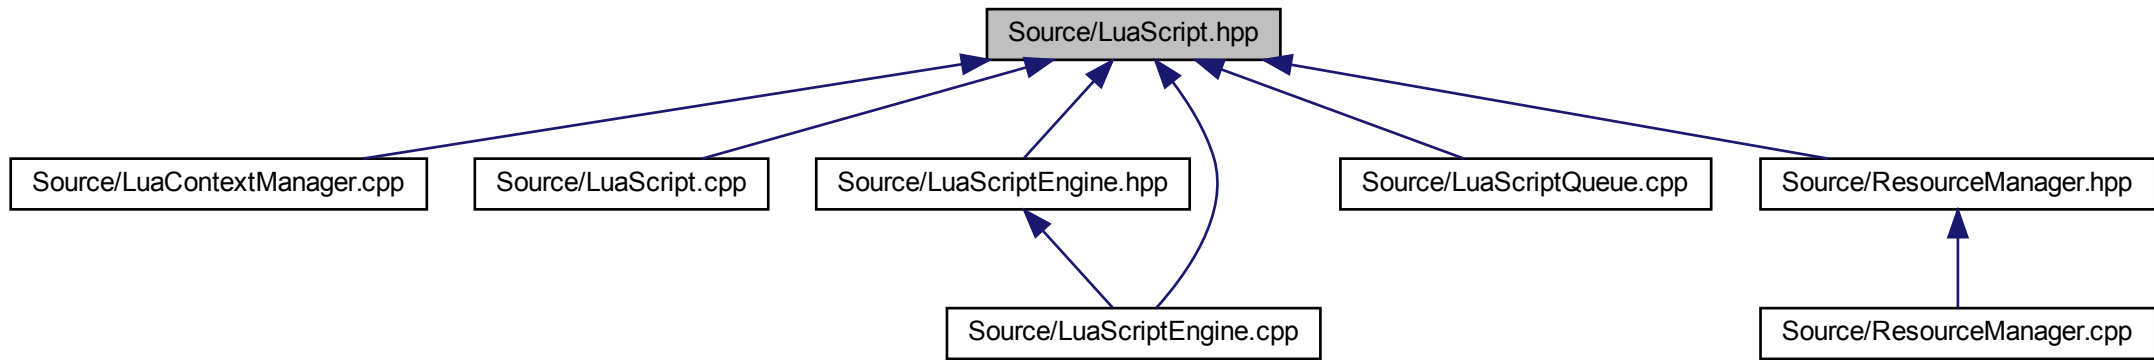 Source/LuaScript.hpp
Source/LuaContextManager.cpp
Source/LuaScript.cpp
Source/LuaScriptEngine.hpp
Source/LuaScriptQueue.cpp
Source/ResourceManager.hpp
Source/LuaScriptEngine.cpp
Source/ResourceManager.cpp